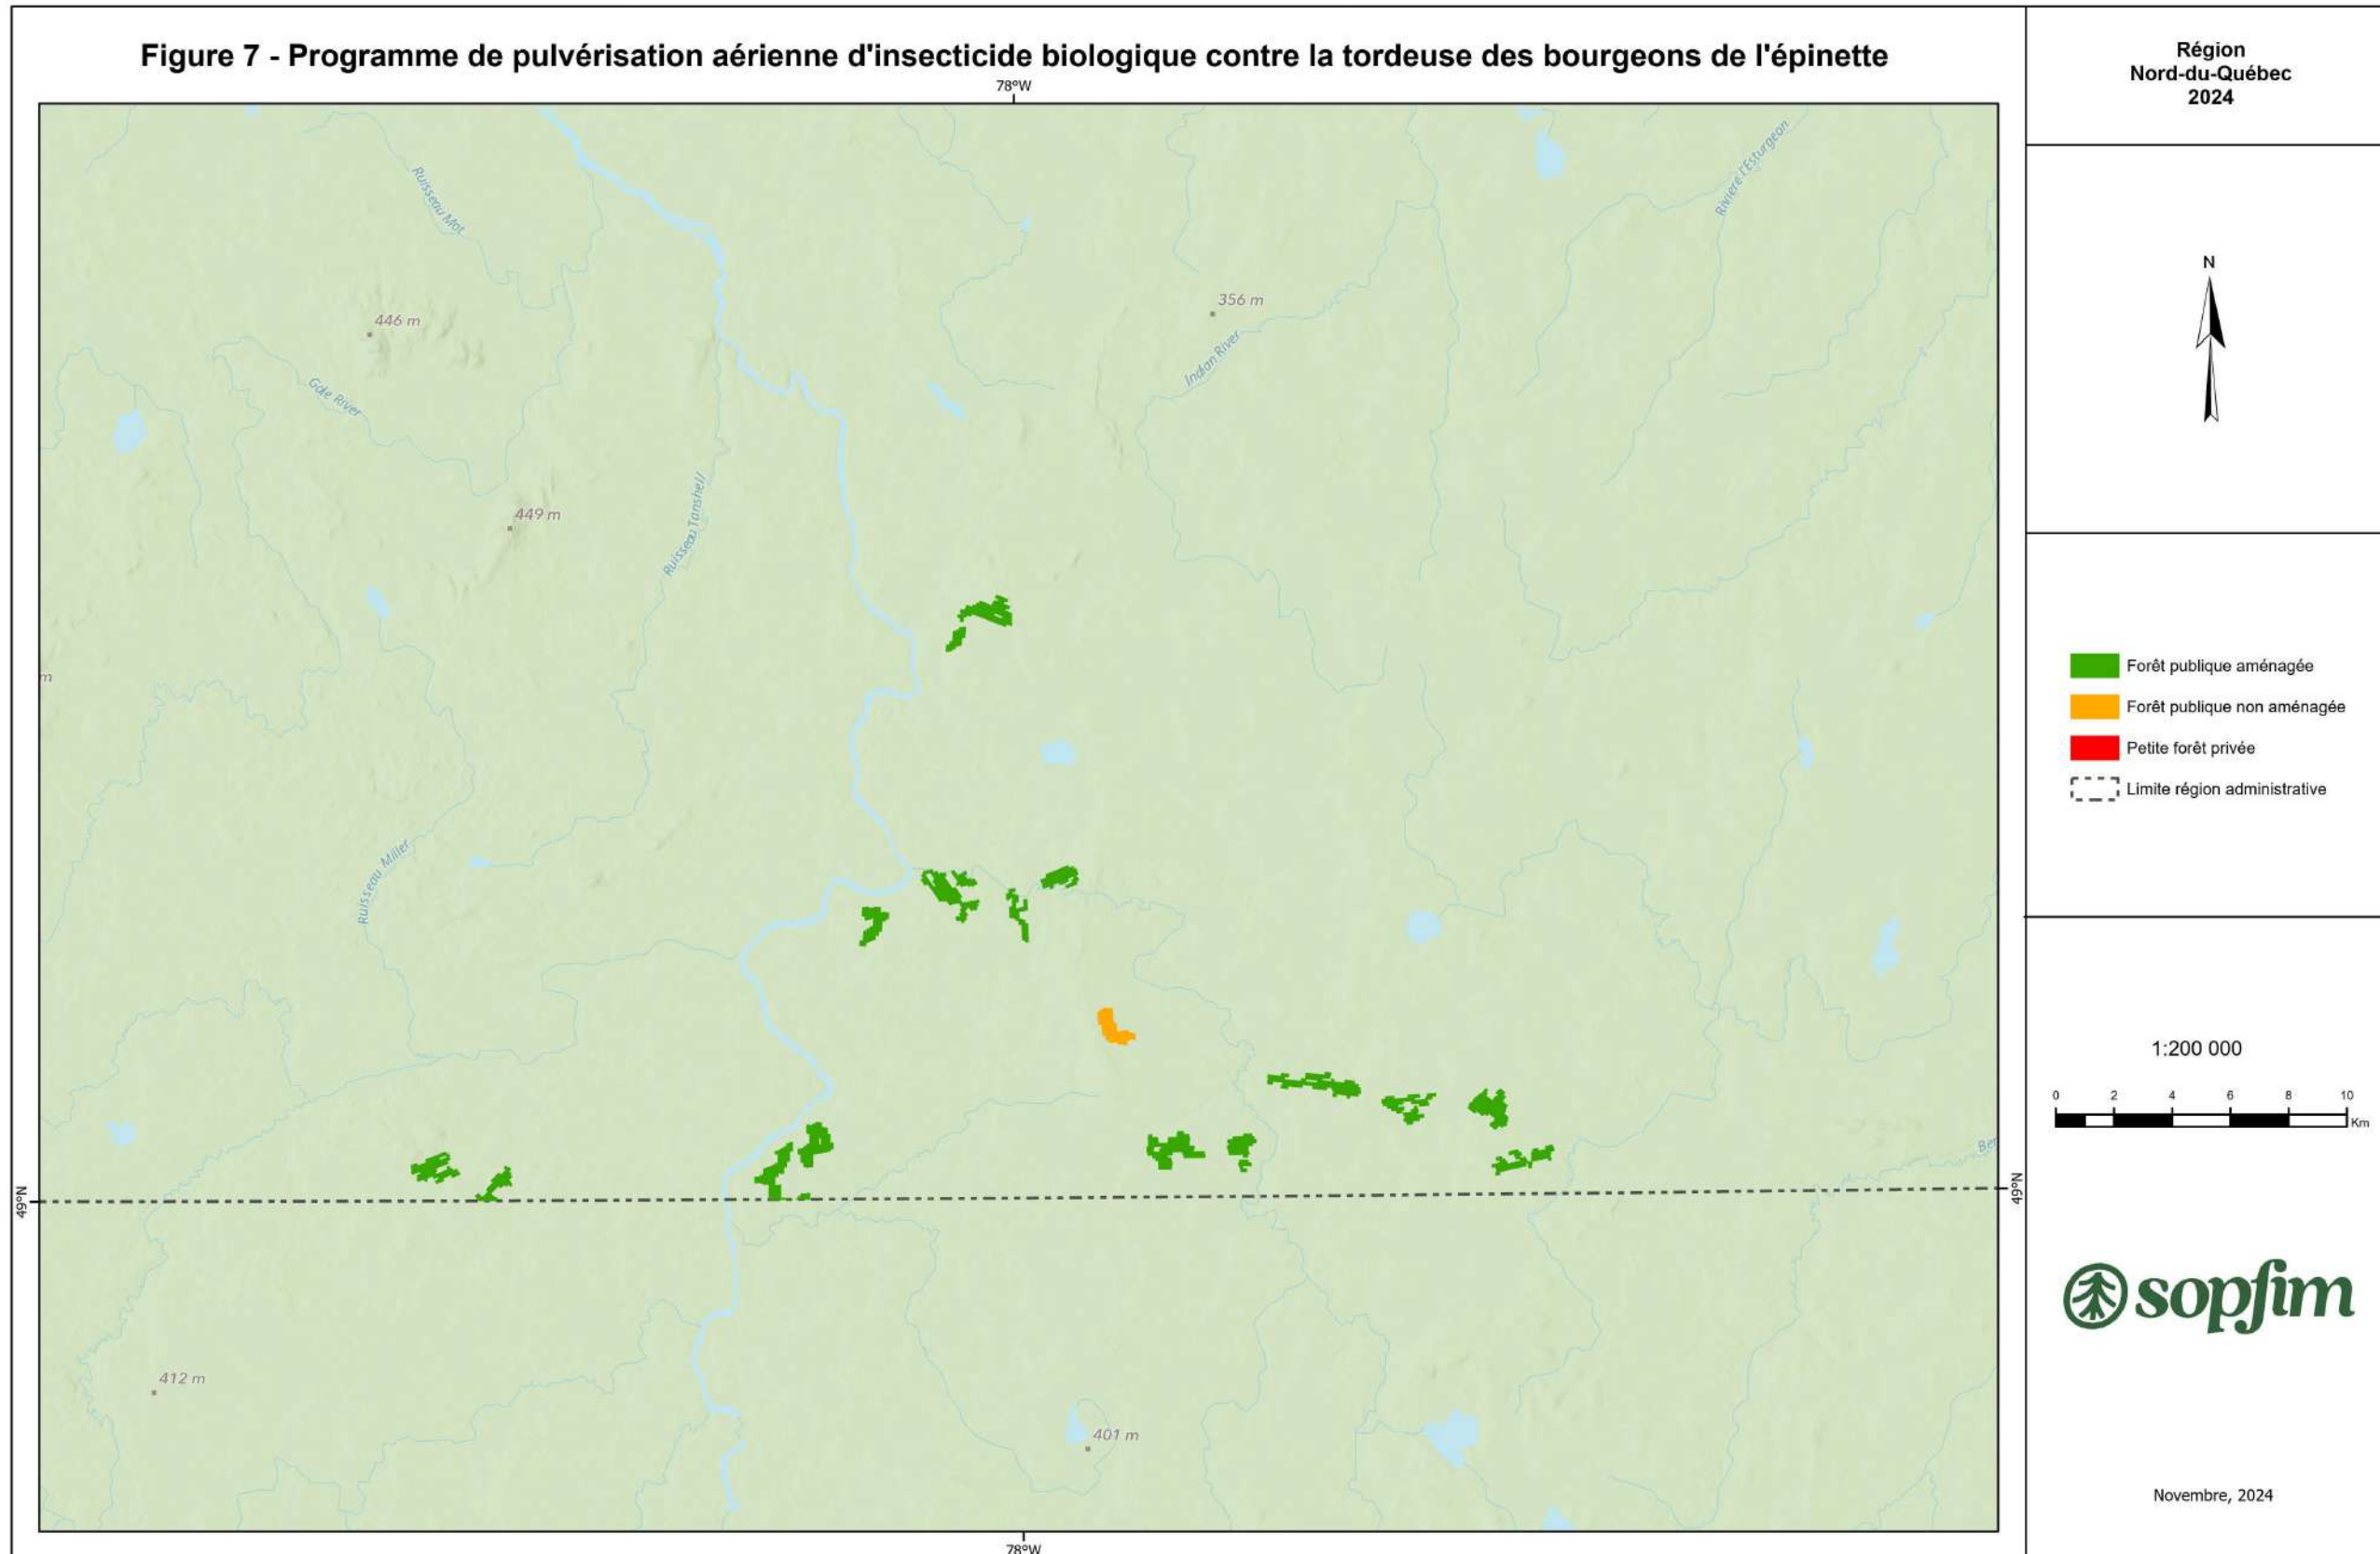 Figure 7 - Programme de pulvérisation aérienne d'insecticide biologique contre la tordeuse des bourgeons de l'épinette
78°W
Ruisseau Mot
Rivière l'Esturgeon
446 m
356 m
Indian River
Gale River
449 m
Ruisseau Tanshell
m
Ruisseau Miller
Ber
49°N
49°N
412 m
401 m
78°W
Région
Nord-du-Québec
2024
N
Forêt publique aménagée
Forêt publique non aménagée
Petite forêt privée
Limite région administrative
1:200 000
0 2 4 6 8 10
Km
sopfim
Novembre, 2024